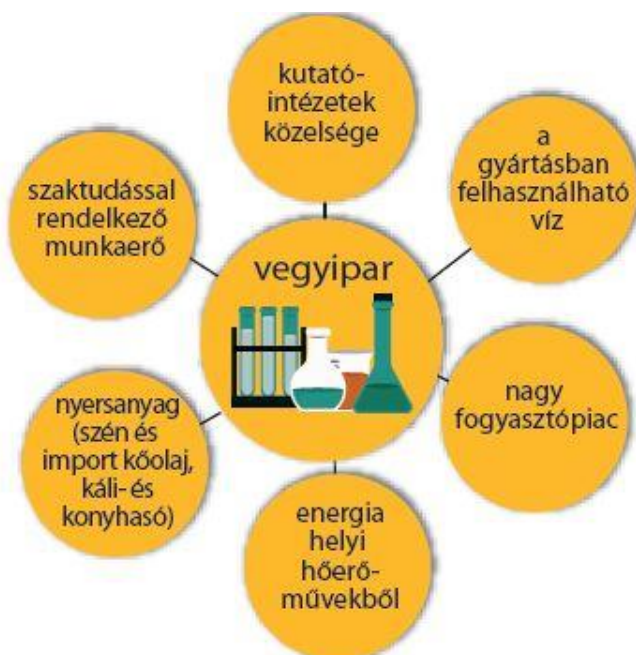 kutató-
intézetek
közelsége
a
gyártásban
felhasználható
víz
szaktudással
rendelkező
munkaerő
vegyipar
nyersanyag
(szén és
import kőolaj,
káli- és
konyhasó)
nagy
fogyasztópiac
energia
helyi
hőerő-
művekből